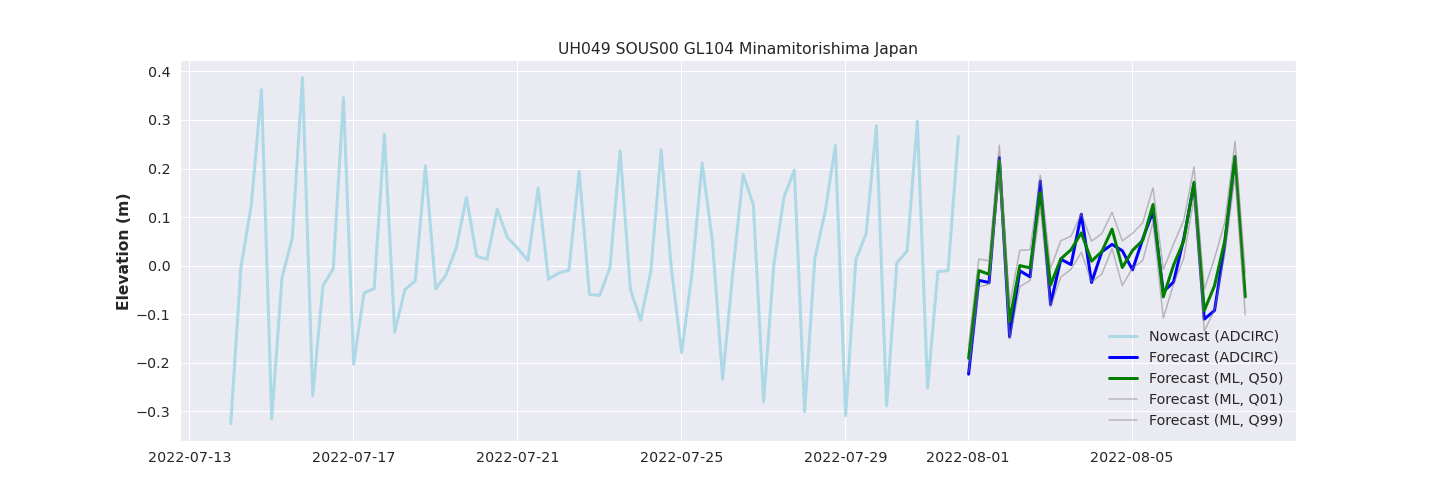 UH049 SOUS00 GL104 Minamitorishima Japan
Elevation (m)
0.4
0.3
0.2
0.1
0.0
−0.1
−0.2
−0.3
2022-07-13 2022-07-17 2022-07-21 2022-07-25 2022-07-29 2022-08-01 2022-08-05
Nowcast (ADCIRC)
Forecast (ADCIRC)
Forecast (ML, Q50)
Forecast (ML, Q01)
Forecast (ML, Q99)